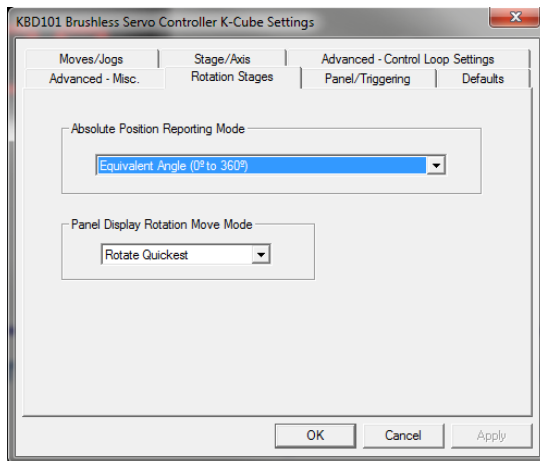 KBD101 Brushless Servo Controller K-Cube Settings
Moves/Jogs Stage/Axis Advanced - Control Loop Settings
Advanced - Misc. Rotation Stages Panel/Triggering Defaults
Absolute Position Reporting Mode
Equivalent Angle (0º to 360º)
Panel Display Rotation Move Mode
Rotate Quickest
OK Cancel Apply